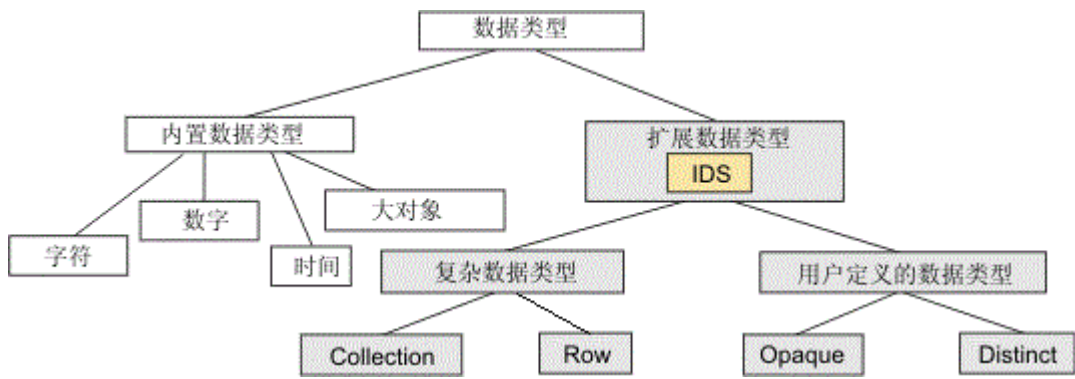 数据类型
内置数据类型
扩展数据类型
IDS
大对象
数字
字符
时间
复杂数据类型
用户定义的数据类型
Collection
Row
Opaque
Distinct